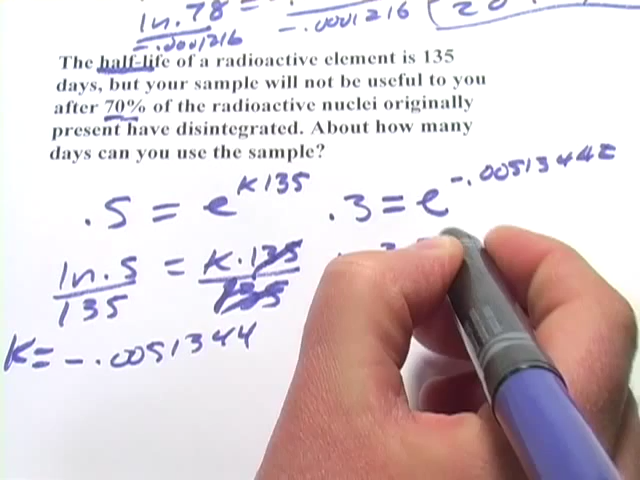 ln.78 =
-.0001216 -.0001216
The half-life of a radioactive element is 135
days, but your sample will not be useful to you
after 70% of the radioactive nuclei originally
present have disintegrated. About how many
days can you use the sample?
.5 = e^K135 .3 = e^-.0051344t
ln.5 = K.135
135 135
K = -.0051344